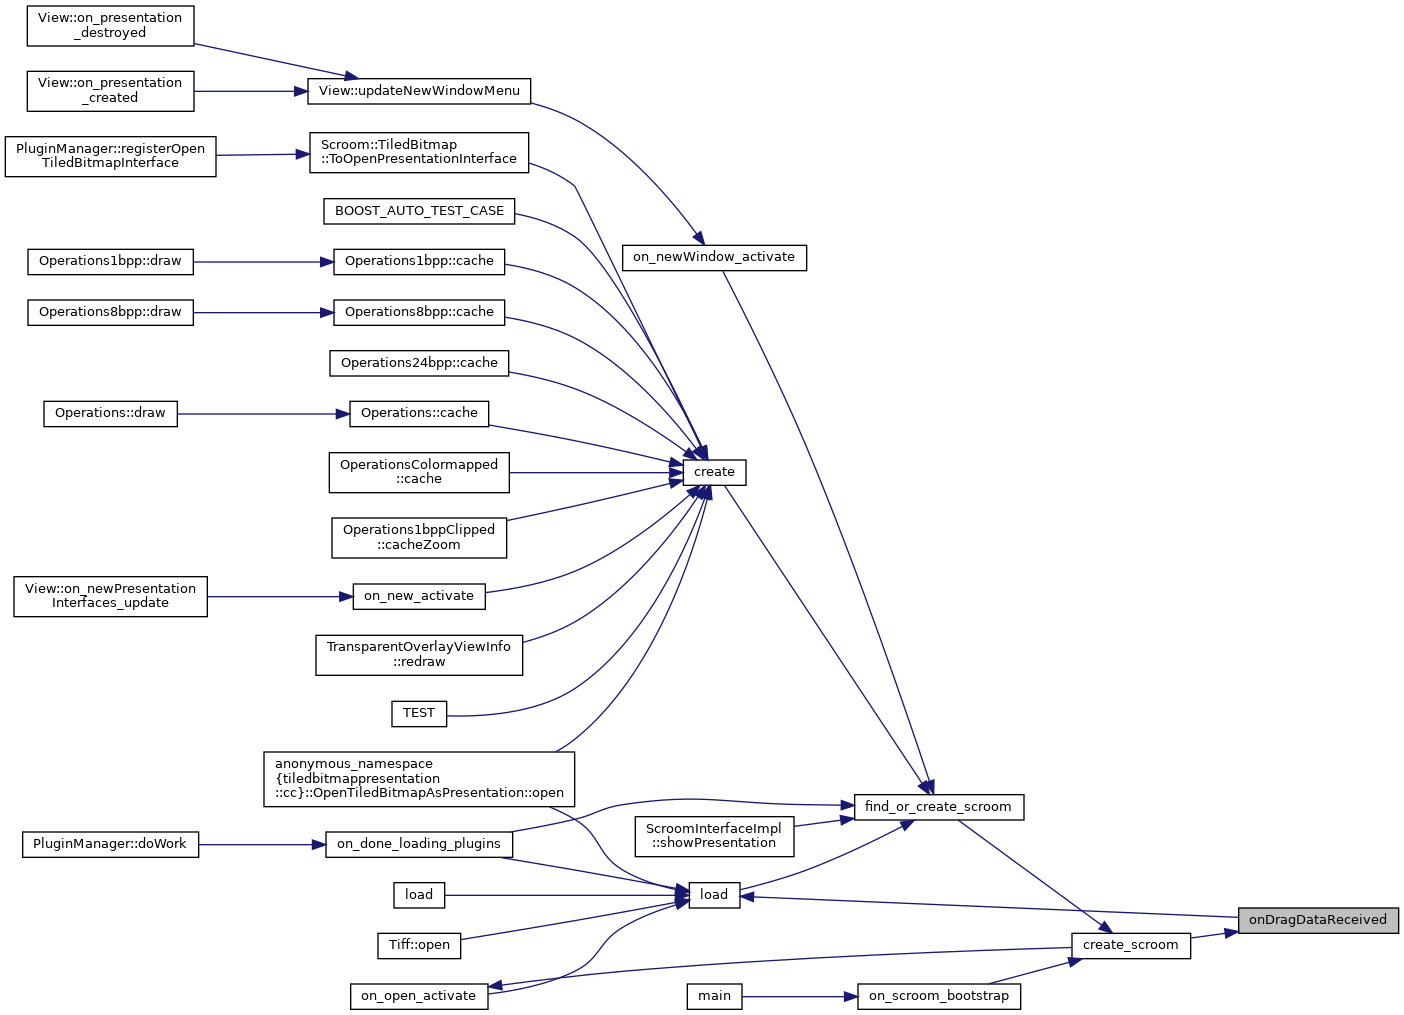 View::on_presentation
_destroyed
View::on_presentation
_created
View::updateNewWindowMenu
PluginManager::registerOpen
TiledBitmapInterface
Scroom::TiledBitmap
::ToOpenPresentationInterface
BOOST_AUTO_TEST_CASE
on_newWindow_activate
Operations1bpp::draw
Operations1bpp::cache
Operations8bpp::draw
Operations8bpp::cache
Operations24bpp::cache
Operations::draw
Operations::cache
create
OperationsColormapped
::cache
Operations1bppClipped
::cacheZoom
View::on_newPresentation
Interfaces_update
on_new_activate
TransparentOverlayViewInfo
::redraw
TEST
anonymous_namespace
{tiledbitmappresentation
::cc}::OpenTiledBitmapAsPresentation::open
find_or_create_scroom
ScroomInterfaceImpl
::showPresentation
PluginManager::doWork
on_done_loading_plugins
load
load
onDragDataReceived
Tiff::open
create_scroom
on_open_activate
main
on_scroom_bootstrap